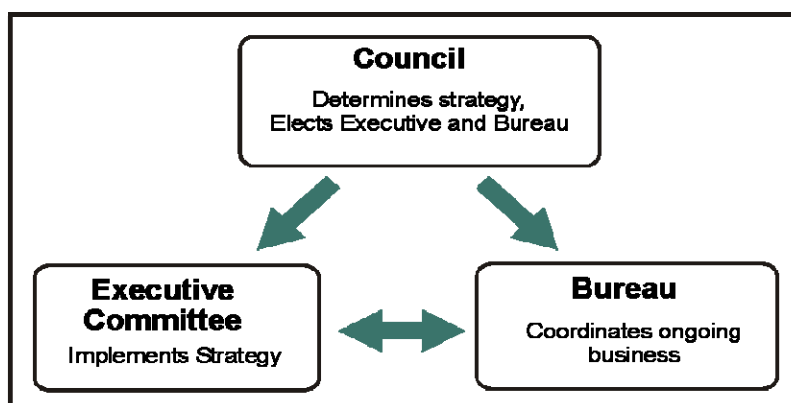 Council
Determines strategy,
Elects Executive and Bureau
Executive
Committee
Implements Strategy
Bureau
Coordinates ongoing
business